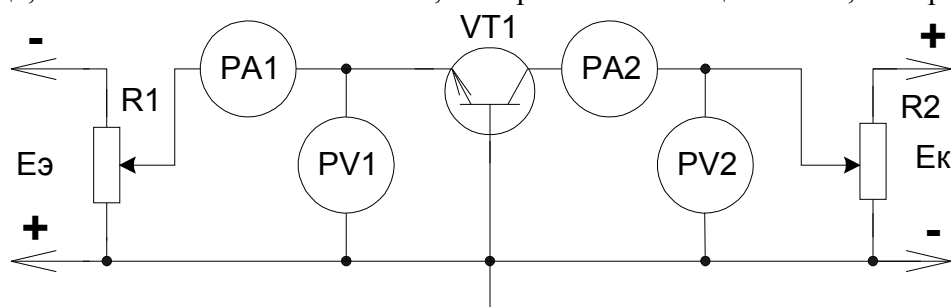 VT1
- +
PA1 PA2
R1 R2
Eэ PV1 PV2 Eк
+ -